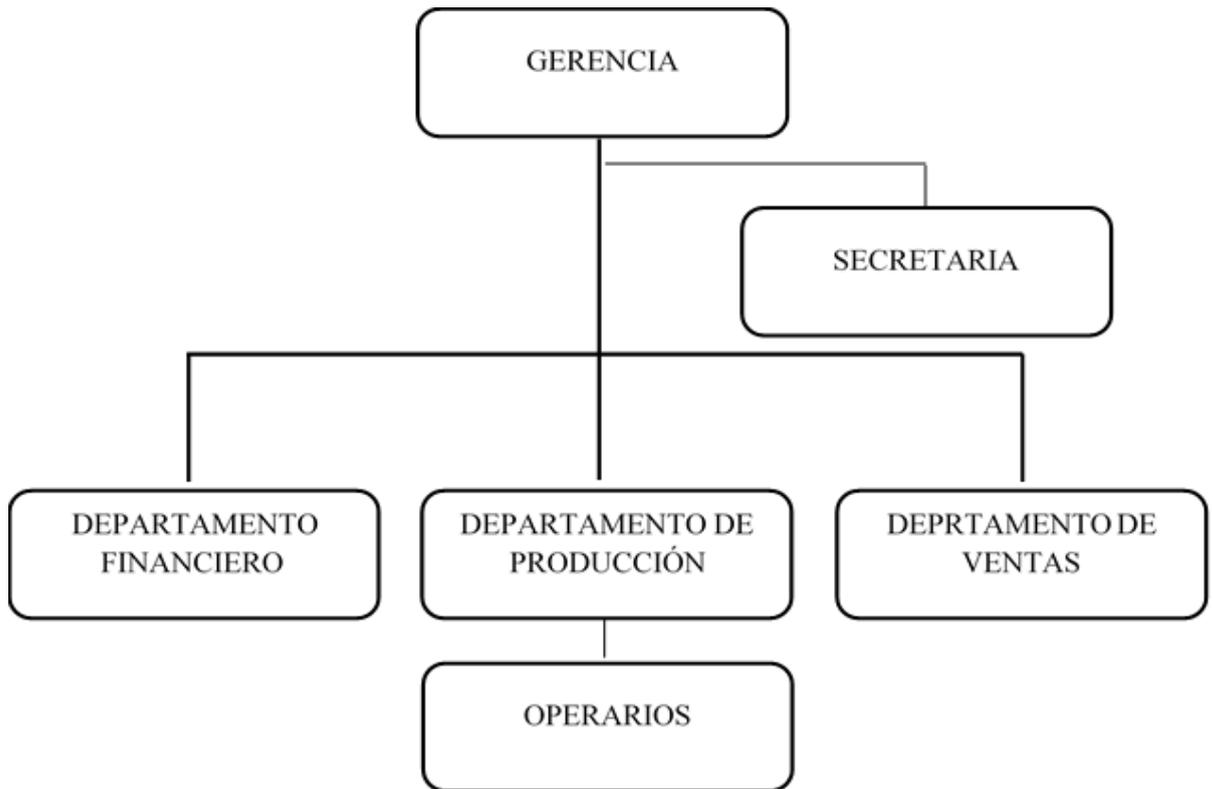 GERENCIA
SECRETARIA
DEPARTAMENTO
FINANCIERO
DEPARTAMENTO DE
PRODUCCIÓN
DEPRTAMENTO DE
VENTAS
OPERARIOS